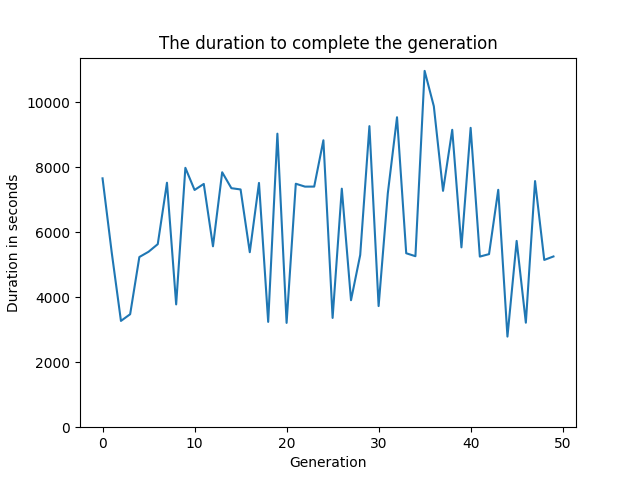 The duration to complete the generation
Duration in seconds
10000
8000
6000
4000
2000
0
0 10 20 30 40 50
Generation